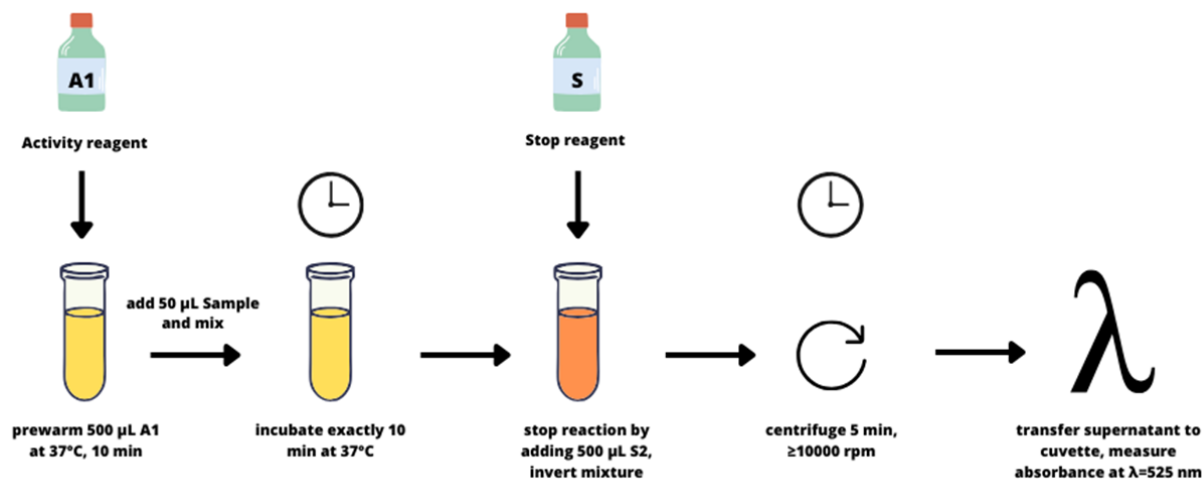 A1
Activity reagent
S
Stop reagent
add 50 µL Sample
and mix
prewarm 500 µL A1
at 37°C, 10 min
incubate exactly 10
min at 37°C
stop reaction by
adding 500 µL S2,
invert mixture
centrifuge 5 min,
≥10000 rpm
λ
transfer supernatant to
cuvette, measure
absorbance at λ=525 nm